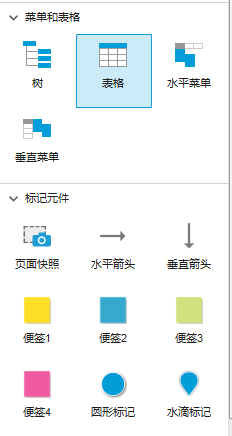 菜单和表格
树
表格
水平菜单
垂直菜单
标记元件
页面快照
水平箭头
垂直箭头
便签1
便签2
便签3
便签4
圆形标记
水滴标记